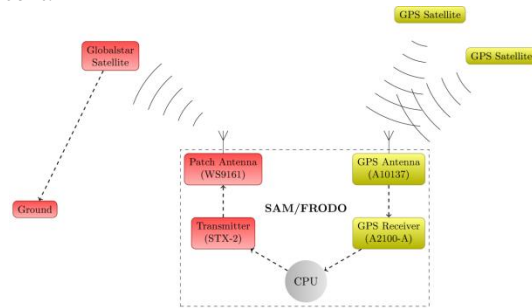 GPS Satellite
Globalstar
Satellite
GPS Satellite
Patch Antenna
(WS9161)
GPS Antenna
(A10137)
SAM/FRODO
Ground
Transmitter
(STX-2)
GPS Receiver
(A2100-A)
CPU